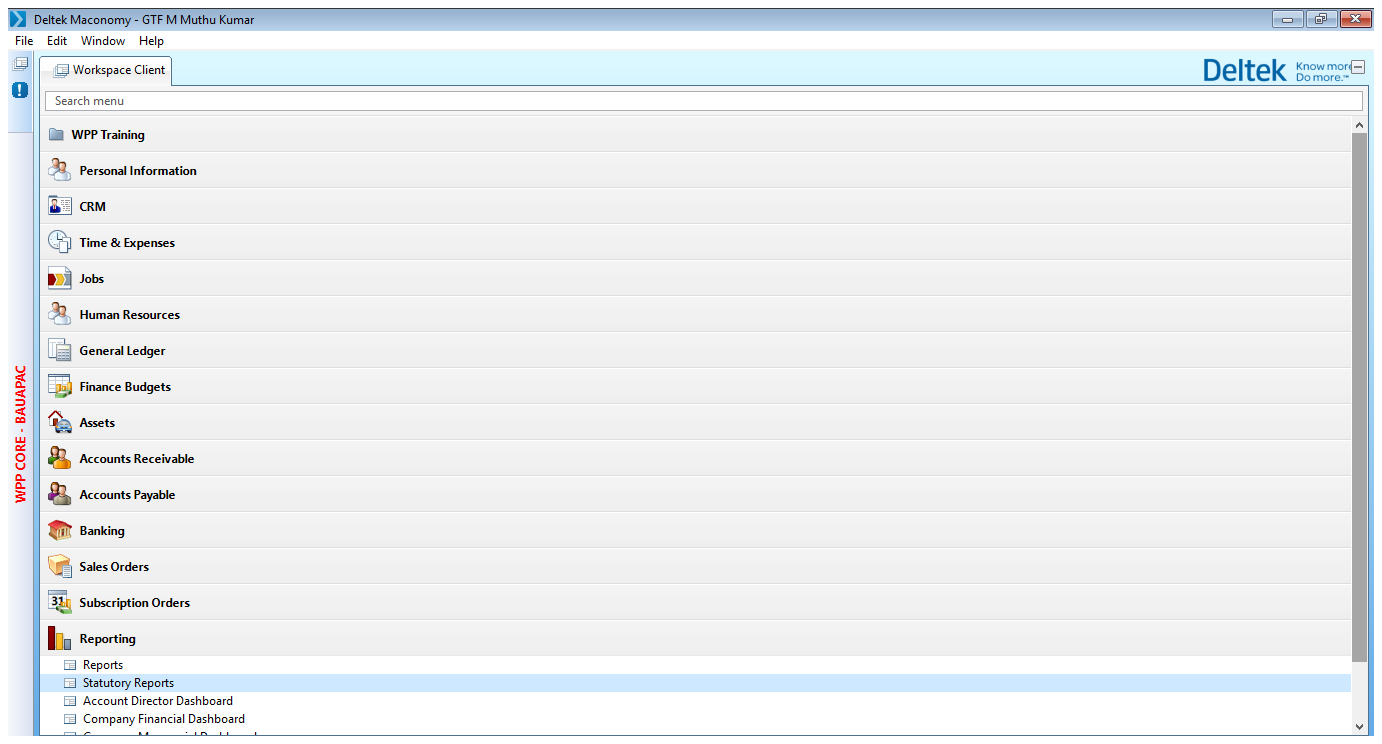 Deltek Maconomy - GTF M Muthu Kumar
File Edit Window Help
Workspace Client
Deltek Know more
Do more.™
Search menu
WPP Training
Personal Information
CRM
Time & Expenses
Jobs
Human Resources
General Ledger
Finance Budgets
Assets
Accounts Receivable
Accounts Payable
Banking
Sales Orders
31
Subscription Orders
Reporting
Reports
Statutory Reports
Account Director Dashboard
Company Financial Dashboard
WPP CORE - BAUAPAC